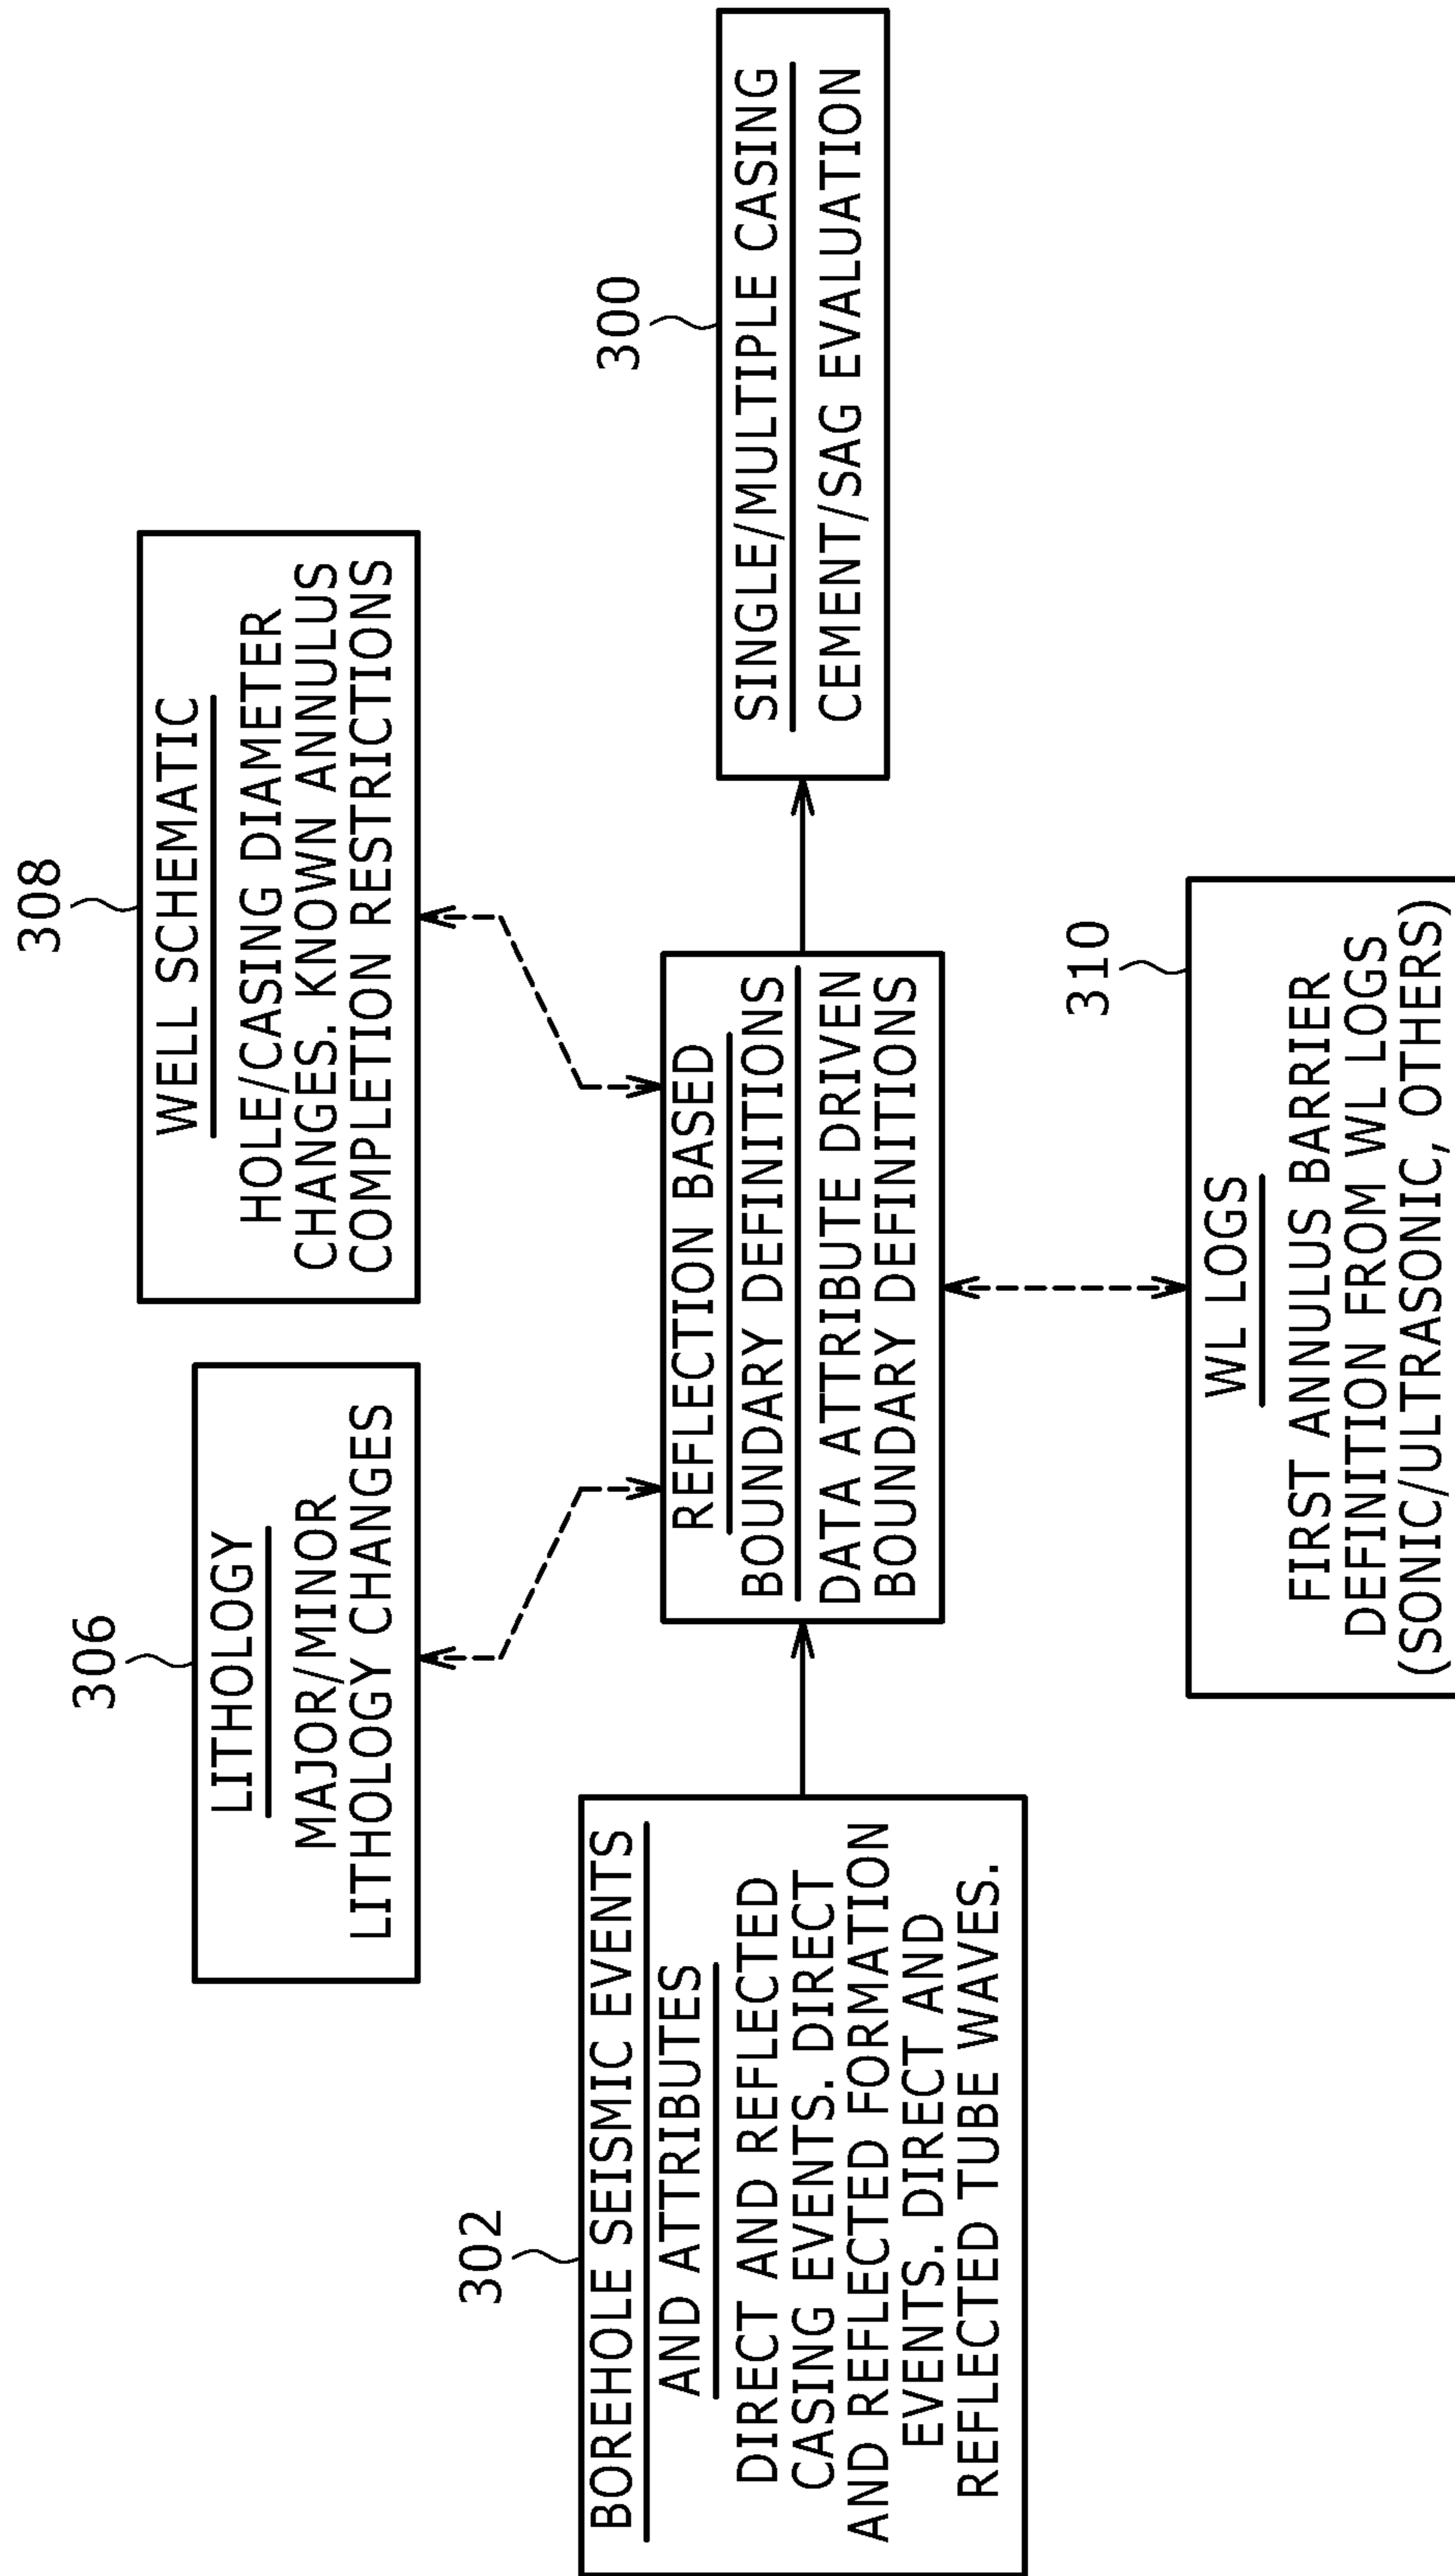 302
BOREHOLE SEISMIC EVENTS
AND ATTRIBUTES
DIRECT AND REFLECTED
CASING EVENTS. DIRECT
AND REFLECTED FORMATION
EVENTS. DIRECT AND
REFLECTED TUBE WAVES.
306
LITHOLOGY
MAJOR/MINOR
LITHOLOGY CHANGES
308
WELL SCHEMATIC
HOLE/CASING DIAMETER
CHANGES. KNOWN ANNULUS
COMPLETION RESTRICTIONS
REFLECTION BASED
BOUNDARY DEFINITIONS
DATA ATTRIBUTE DRIVEN
BOUNDARY DEFINITIONS
310
WL LOGS
FIRST ANNULUS BARRIER
DEFINITION FROM WL LOGS
(SONIC/ULTRASONIC, OTHERS)
300
SINGLE/MULTIPLE CASING
CEMENT/SAG EVALUATION